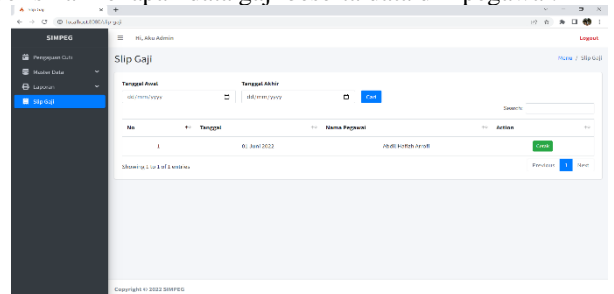 SIMPEG
Hi, Aku Admin
Logout
Pengajuan Cuti
Master Data
Laporan
Slip Gaji
Slip Gaji
Home / Slip Gaji
Tanggal Awal
Tanggal Akhir
dd/mm/yyyy
dd/mm/yyyy
Cari
Search:
No
Tanggal
Nama Pegawai
Action
1
01 Juni 2022
Abdil Hafizh Arrofi
Cetak
Showing 1 to 1 of 1 entries
Previous
1
Next
Copyright © 2022 SIMPEG